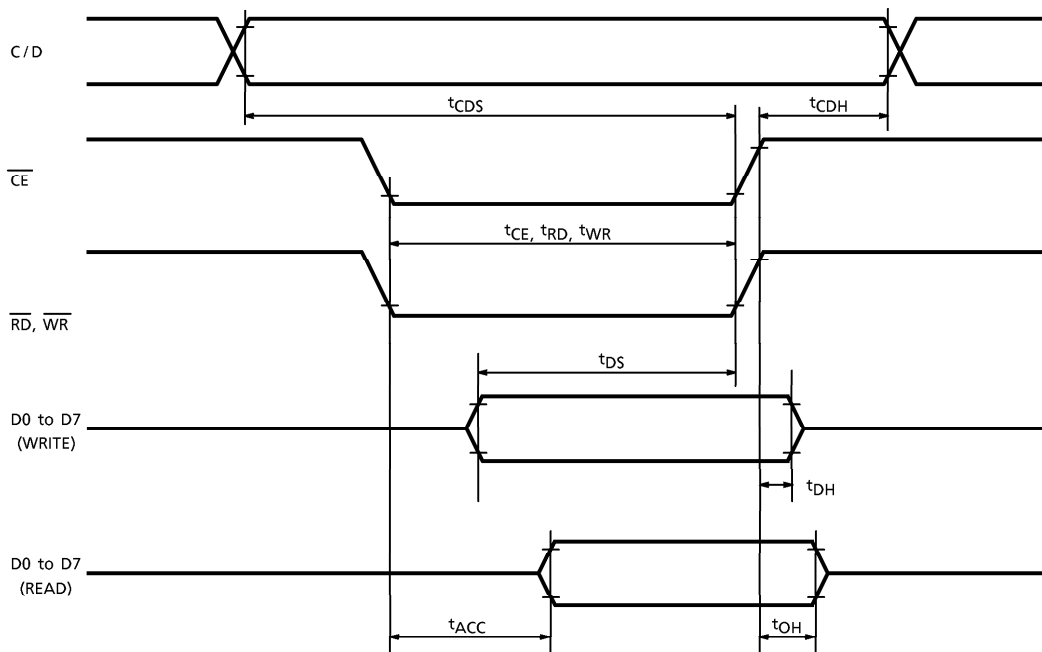 C/D
tCDS
tCDH
CE
tCE, tRD, tWR
RD, WR
tDS
D0 to D7
(WRITE)
tDH
D0 to D7
(READ)
tACC
tOH